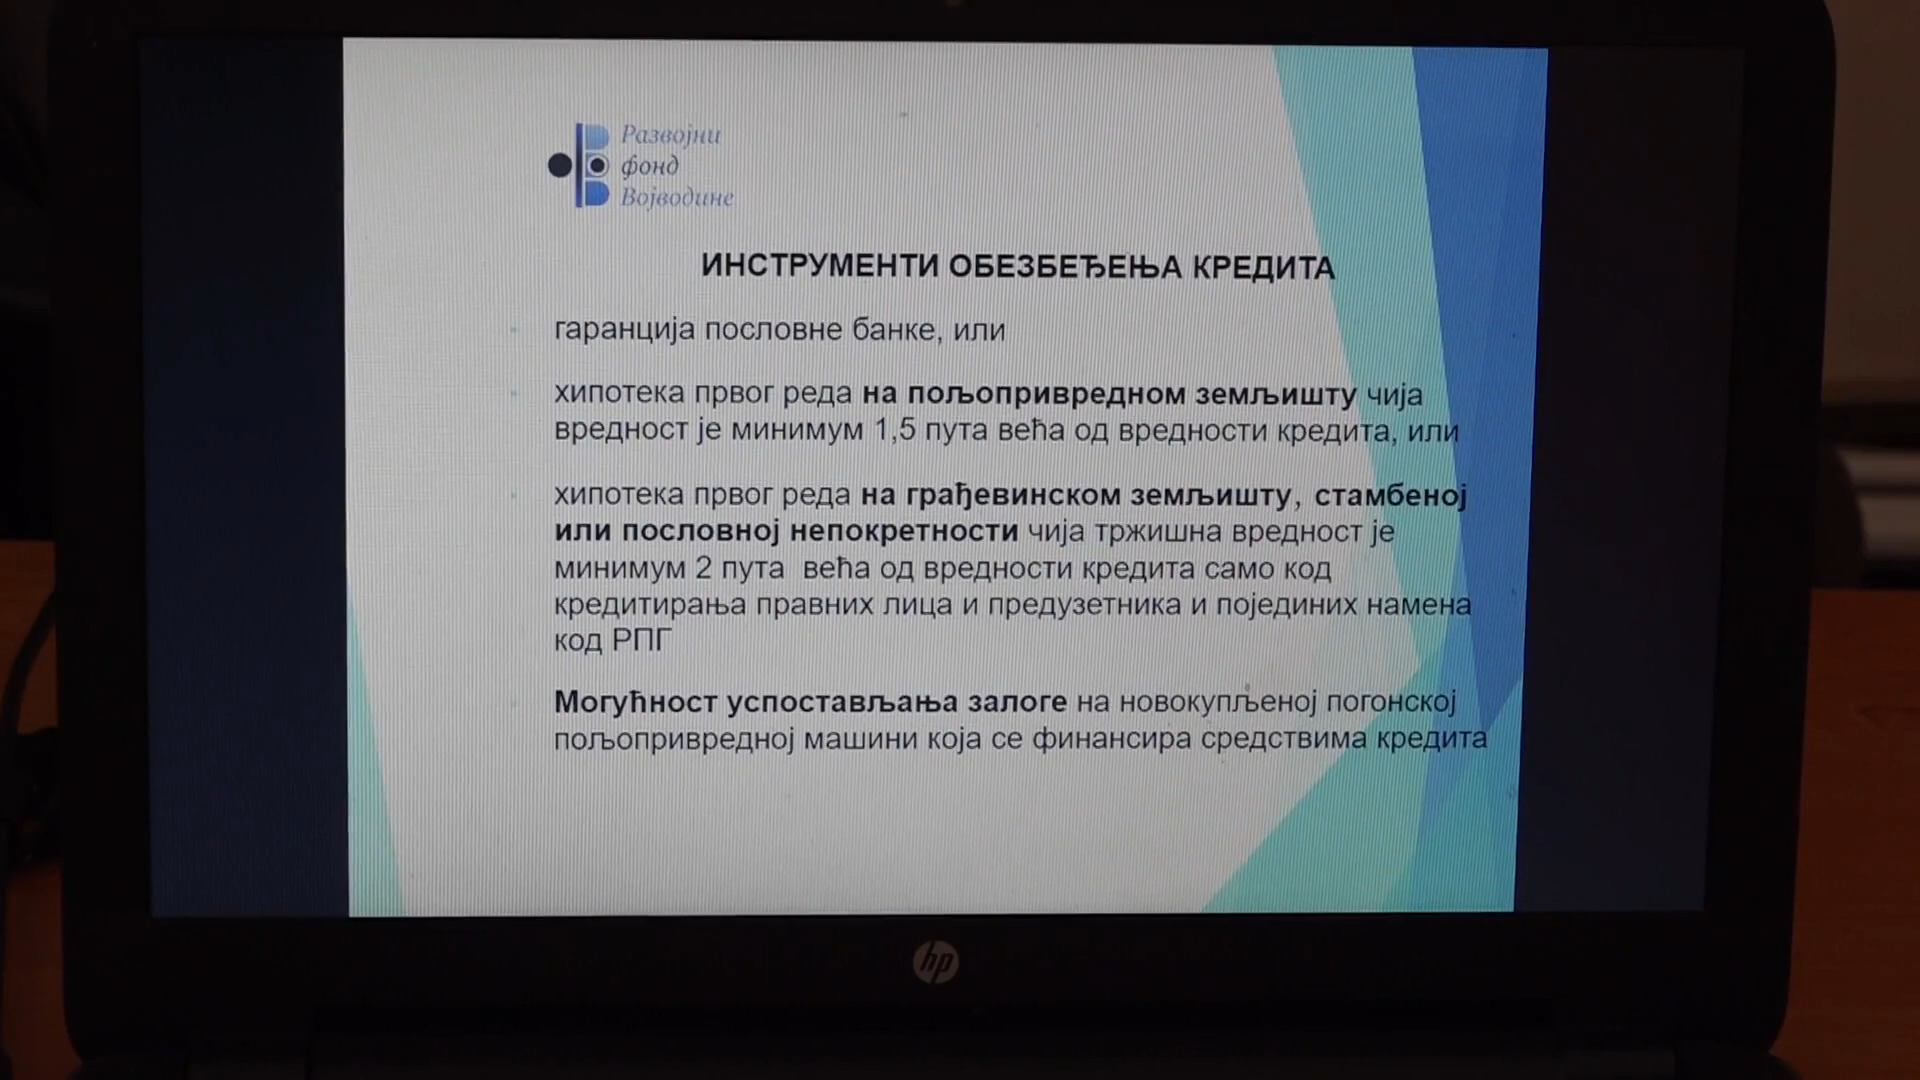 Развојни
фонд
Војводине
ИНСТРУМЕНТИ ОБЕЗБЕЂЕЊА КРЕДИТА
гаранција пословне банке, или
хипотека првог реда на пољопривредном земљишту чија
вредност је минимум 1,5 пута већа од вредности кредита, или
хипотека првог реда на грађевинском земљишту, стамбеној
или пословној непокретности чија тржишна вредност је
минимум 2 пута већа од вредности кредита само код
кредитирања правних лица и предузетника и појединих намена
код РПГ
Могућност успостављања залоге на новокупљеној погонској
пољопривредној машини која се финансира средствима кредита
hp